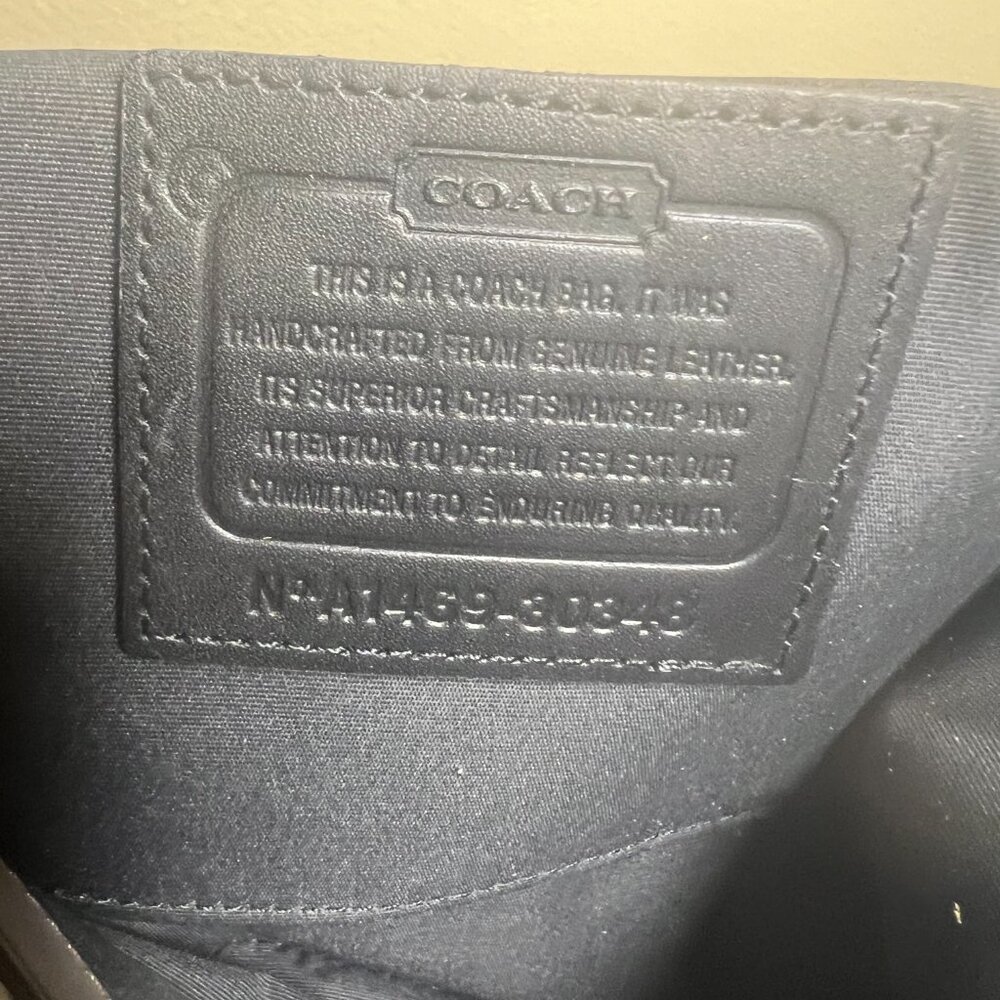 COACH
THIS IS A COACH BAG. IT WAS
HANDCRAFTED FROM GENUINE LEATHER.
ITS SUPERIOR CRAFTSMANSHIP AND
ATTENTION TO DETAIL REFLECT OUR
COMMITMENT TO ENDURING QUALITY.
Nº A1469-30348